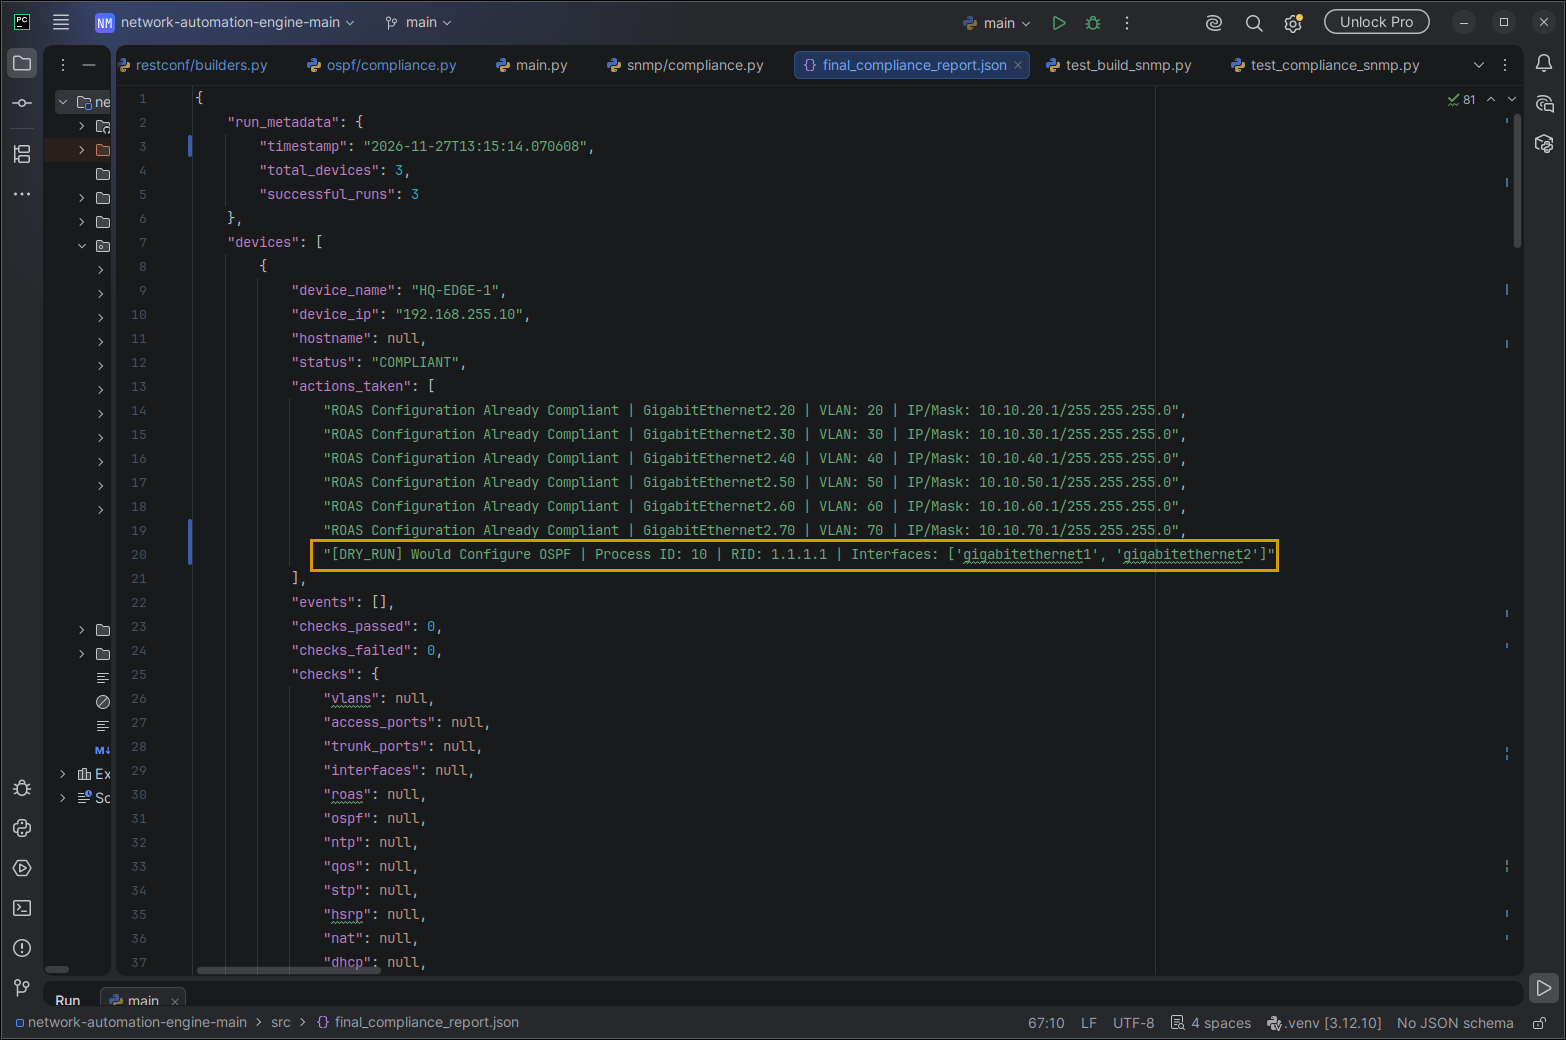 PC
NM network-automation-engine-main main main Unlock Pro
restconf/builders.py ospf/compliance.py main.py snmp/compliance.py {} final_compliance_report.json test_build_snmp.py test_compliance_snmp.py
81
ne
M↓
Ex
Sc
1 {
2 "run_metadata": {
3 "timestamp": "2026-11-27T13:15:14.070608",
4 "total_devices": 3,
5 "successful_runs": 3
6 },
7 "devices": [
8 {
9 "device_name": "HQ-EDGE-1",
10 "device_ip": "192.168.255.10",
11 "hostname": null,
12 "status": "COMPLIANT",
13 "actions_taken": [
14 "ROAS Configuration Already Compliant | GigabitEthernet2.20 | VLAN: 20 | IP/Mask: 10.10.20.1/255.255.255.0",
15 "ROAS Configuration Already Compliant | GigabitEthernet2.30 | VLAN: 30 | IP/Mask: 10.10.30.1/255.255.255.0",
16 "ROAS Configuration Already Compliant | GigabitEthernet2.40 | VLAN: 40 | IP/Mask: 10.10.40.1/255.255.255.0",
17 "ROAS Configuration Already Compliant | GigabitEthernet2.50 | VLAN: 50 | IP/Mask: 10.10.50.1/255.255.255.0",
18 "ROAS Configuration Already Compliant | GigabitEthernet2.60 | VLAN: 60 | IP/Mask: 10.10.60.1/255.255.255.0",
19 "ROAS Configuration Already Compliant | GigabitEthernet2.70 | VLAN: 70 | IP/Mask: 10.10.70.1/255.255.255.0",
20 "[DRY_RUN] Would Configure OSPF | Process ID: 10 | RID: 1.1.1.1 | Interfaces: ['gigabitethernet1', 'gigabitethernet2']"
21 ],
22 "events": [],
23 "checks_passed": 0,
24 "checks_failed": 0,
25 "checks": {
26 "vlans": null,
27 "access_ports": null,
28 "trunk_ports": null,
29 "interfaces": null,
30 "roas": null,
31 "ospf": null,
32 "ntp": null,
33 "qos": null,
34 "stp": null,
35 "hsrp": null,
36 "nat": null,
37 "dhcp": null,
Run main
network-automation-engine-main > src > {} final_compliance_report.json 67:10 LF UTF-8 4 spaces .venv [3.12.10] No JSON schema